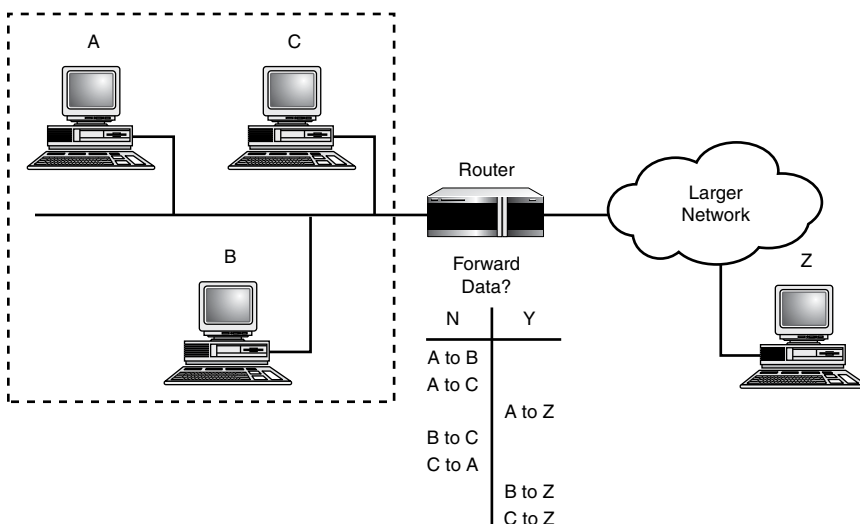 A
C
Router
Larger
Network
B
Z
Forward
Data?
N Y
A to B
A to C
A to Z
B to C
C to A
B to Z
C to Z